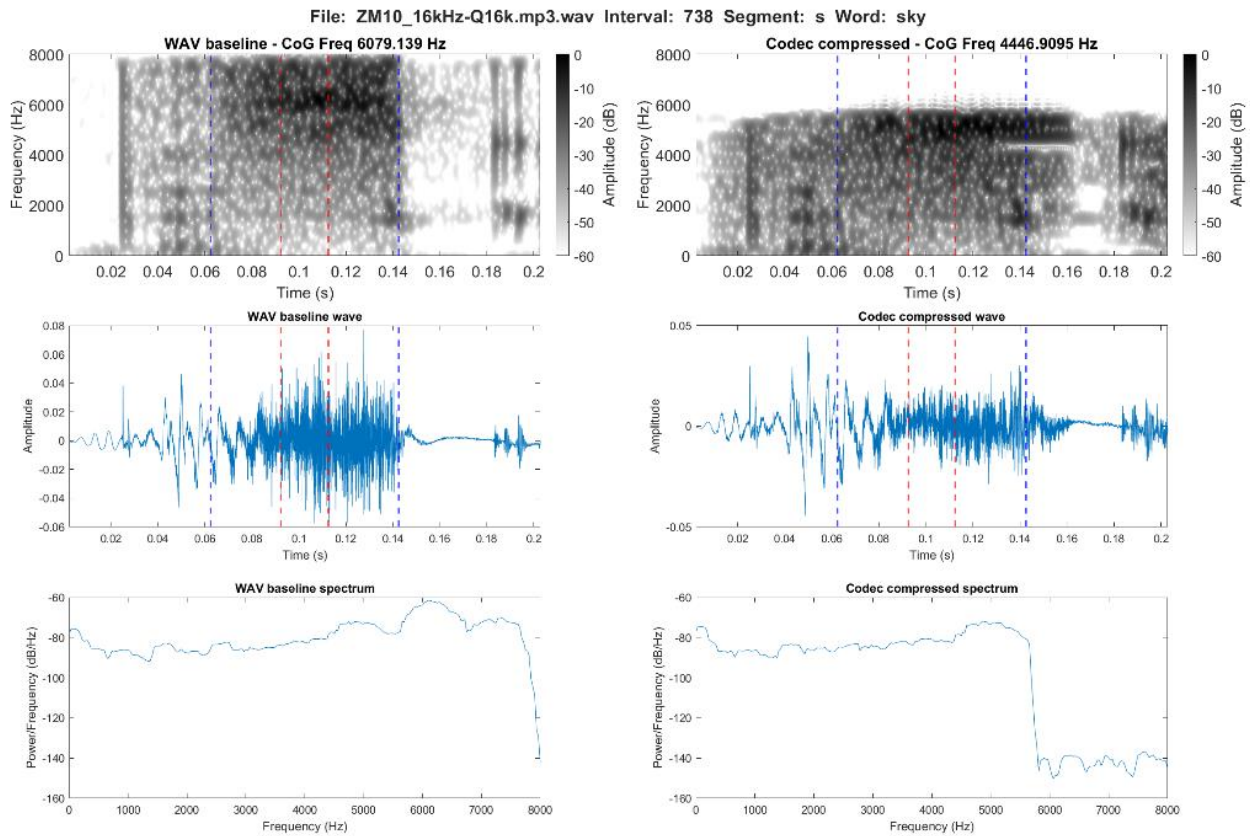 File: ZM10_16kHz-Q16k.mp3.wav Interval: 738 Segment: s Word: sky
WAV baseline - CoG Freq 6079.139 Hz
8000
6000
4000
2000
0
Frequency (Hz)
0.02 0.04 0.06 0.08 0.1 0.12 0.14 0.16 0.18 0.2
Time (s)
0
-10
-20
-30
-40
-50
-60
Amplitude (dB)
Codec compressed - CoG Freq 4446.9095 Hz
8000
6000
4000
2000
0
Frequency (Hz)
0.02 0.04 0.06 0.08 0.1 0.12 0.14 0.16 0.18 0.2
Time (s)
0
-10
-20
-30
-40
-50
-60
Amplitude (dB)
WAV baseline wave
0.08
0.06
0.04
0.02
0
-0.02
-0.04
-0.06
Amplitude
0.02 0.04 0.06 0.08 0.1 0.12 0.14 0.16 0.18 0.2
Time (s)
Codec compressed wave
0.05
0
-0.05
Amplitude
0.02 0.04 0.06 0.08 0.1 0.12 0.14 0.16 0.18 0.2
Time (s)
WAV baseline spectrum
-60
-80
-100
-120
-140
-160
Power/Frequency (dB/Hz)
0 1000 2000 3000 4000 5000 6000 7000 8000
Frequency (Hz)
Codec compressed spectrum
-60
-80
-100
-120
-140
-160
Power/Frequency (dB/Hz)
0 1000 2000 3000 4000 5000 6000 7000 8000
Frequency (Hz)